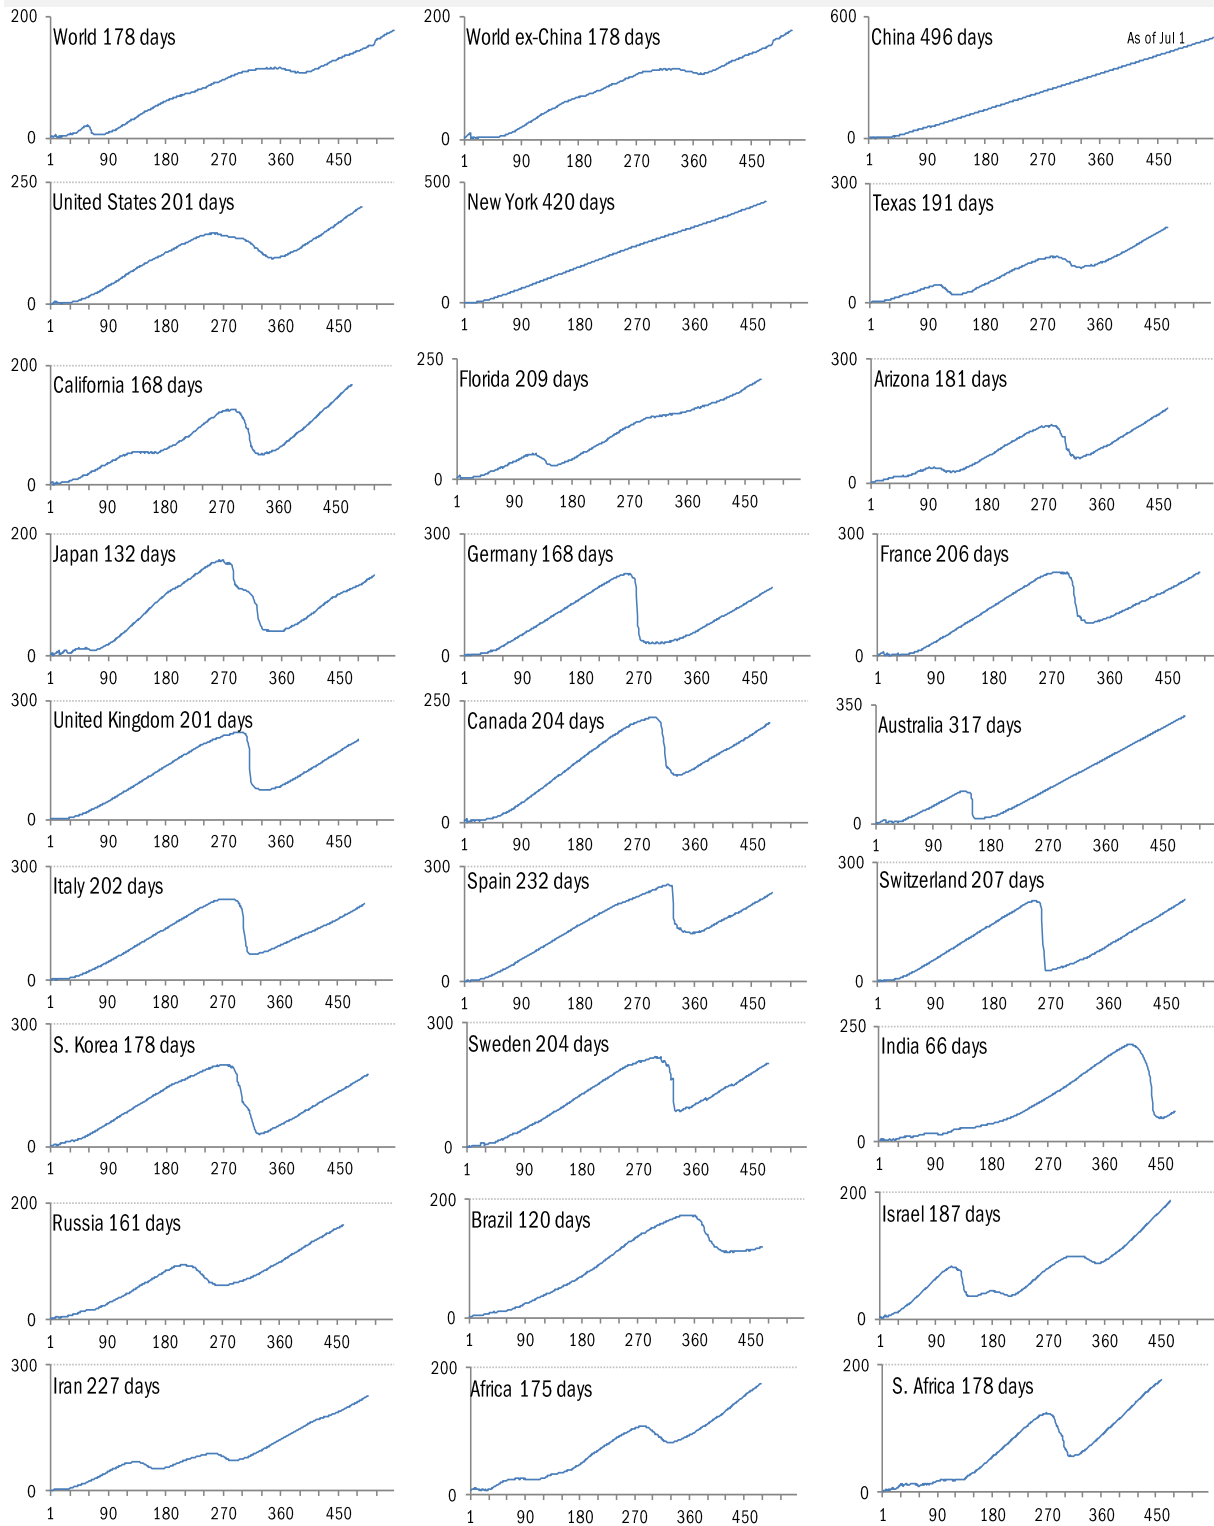 200
World 178 days
0
1 90 180 270 360 450
200
World ex-China 178 days
0
1 90 180 270 360 450
600
China 496 days
As of Jul 1
0
1 90 180 270 360 450
250
United States 201 days
0
1 90 180 270 360 450
500
New York 420 days
0
1 90 180 270 360 450
300
Texas 191 days
0
1 90 180 270 360 450
200
California 168 days
0
1 90 180 270 360 450
250
Florida 209 days
0
1 90 180 270 360 450
300
Arizona 181 days
0
1 90 180 270 360 450
200
Japan 132 days
0
1 90 180 270 360 450
300
Germany 168 days
0
1 90 180 270 360 450
300
France 206 days
0
1 90 180 270 360 450
300
United Kingdom 201 days
0
1 90 180 270 360 450
250
Canada 204 days
0
1 90 180 270 360 450
350
Australia 317 days
0
1 90 180 270 360 450
300
Italy 202 days
0
1 90 180 270 360 450
300
Spain 232 days
0
1 90 180 270 360 450
300
Switzerland 207 days
0
1 90 180 270 360 450
300
S. Korea 178 days
0
1 90 180 270 360 450
300
Sweden 204 days
0
1 90 180 270 360 450
250
India 66 days
0
1 90 180 270 360 450
200
Russia 161 days
0
1 90 180 270 360 450
200
Brazil 120 days
0
1 90 180 270 360 450
200
Israel 187 days
0
1 90 180 270 360 450
300
Iran 227 days
0
1 90 180 270 360 450
200
Africa 175 days
0
1 90 180 270 360 450
200
S. Africa 178 days
0
1 90 180 270 360 450